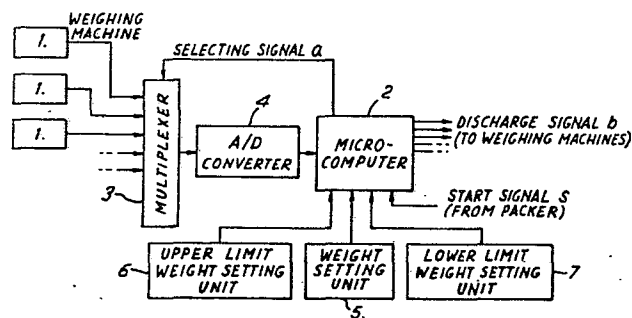 WEIGHING
MACHINE
1.
1.
1.
SELECTING SIGNAL a
MULTIPLEXER
3
4
A/D
CONVERTER
2
MICRO-
COMPUTER
DISCHARGE SIGNAL b
(TO WEIGHING MACHINES)
START SIGNAL S
(FROM PACKER)
6
UPPER LIMIT
WEIGHT SETTING
UNIT
WEIGHT
SETTING
UNIT
5.
LOWER LIMIT
WEIGHT SETTING
UNIT
7